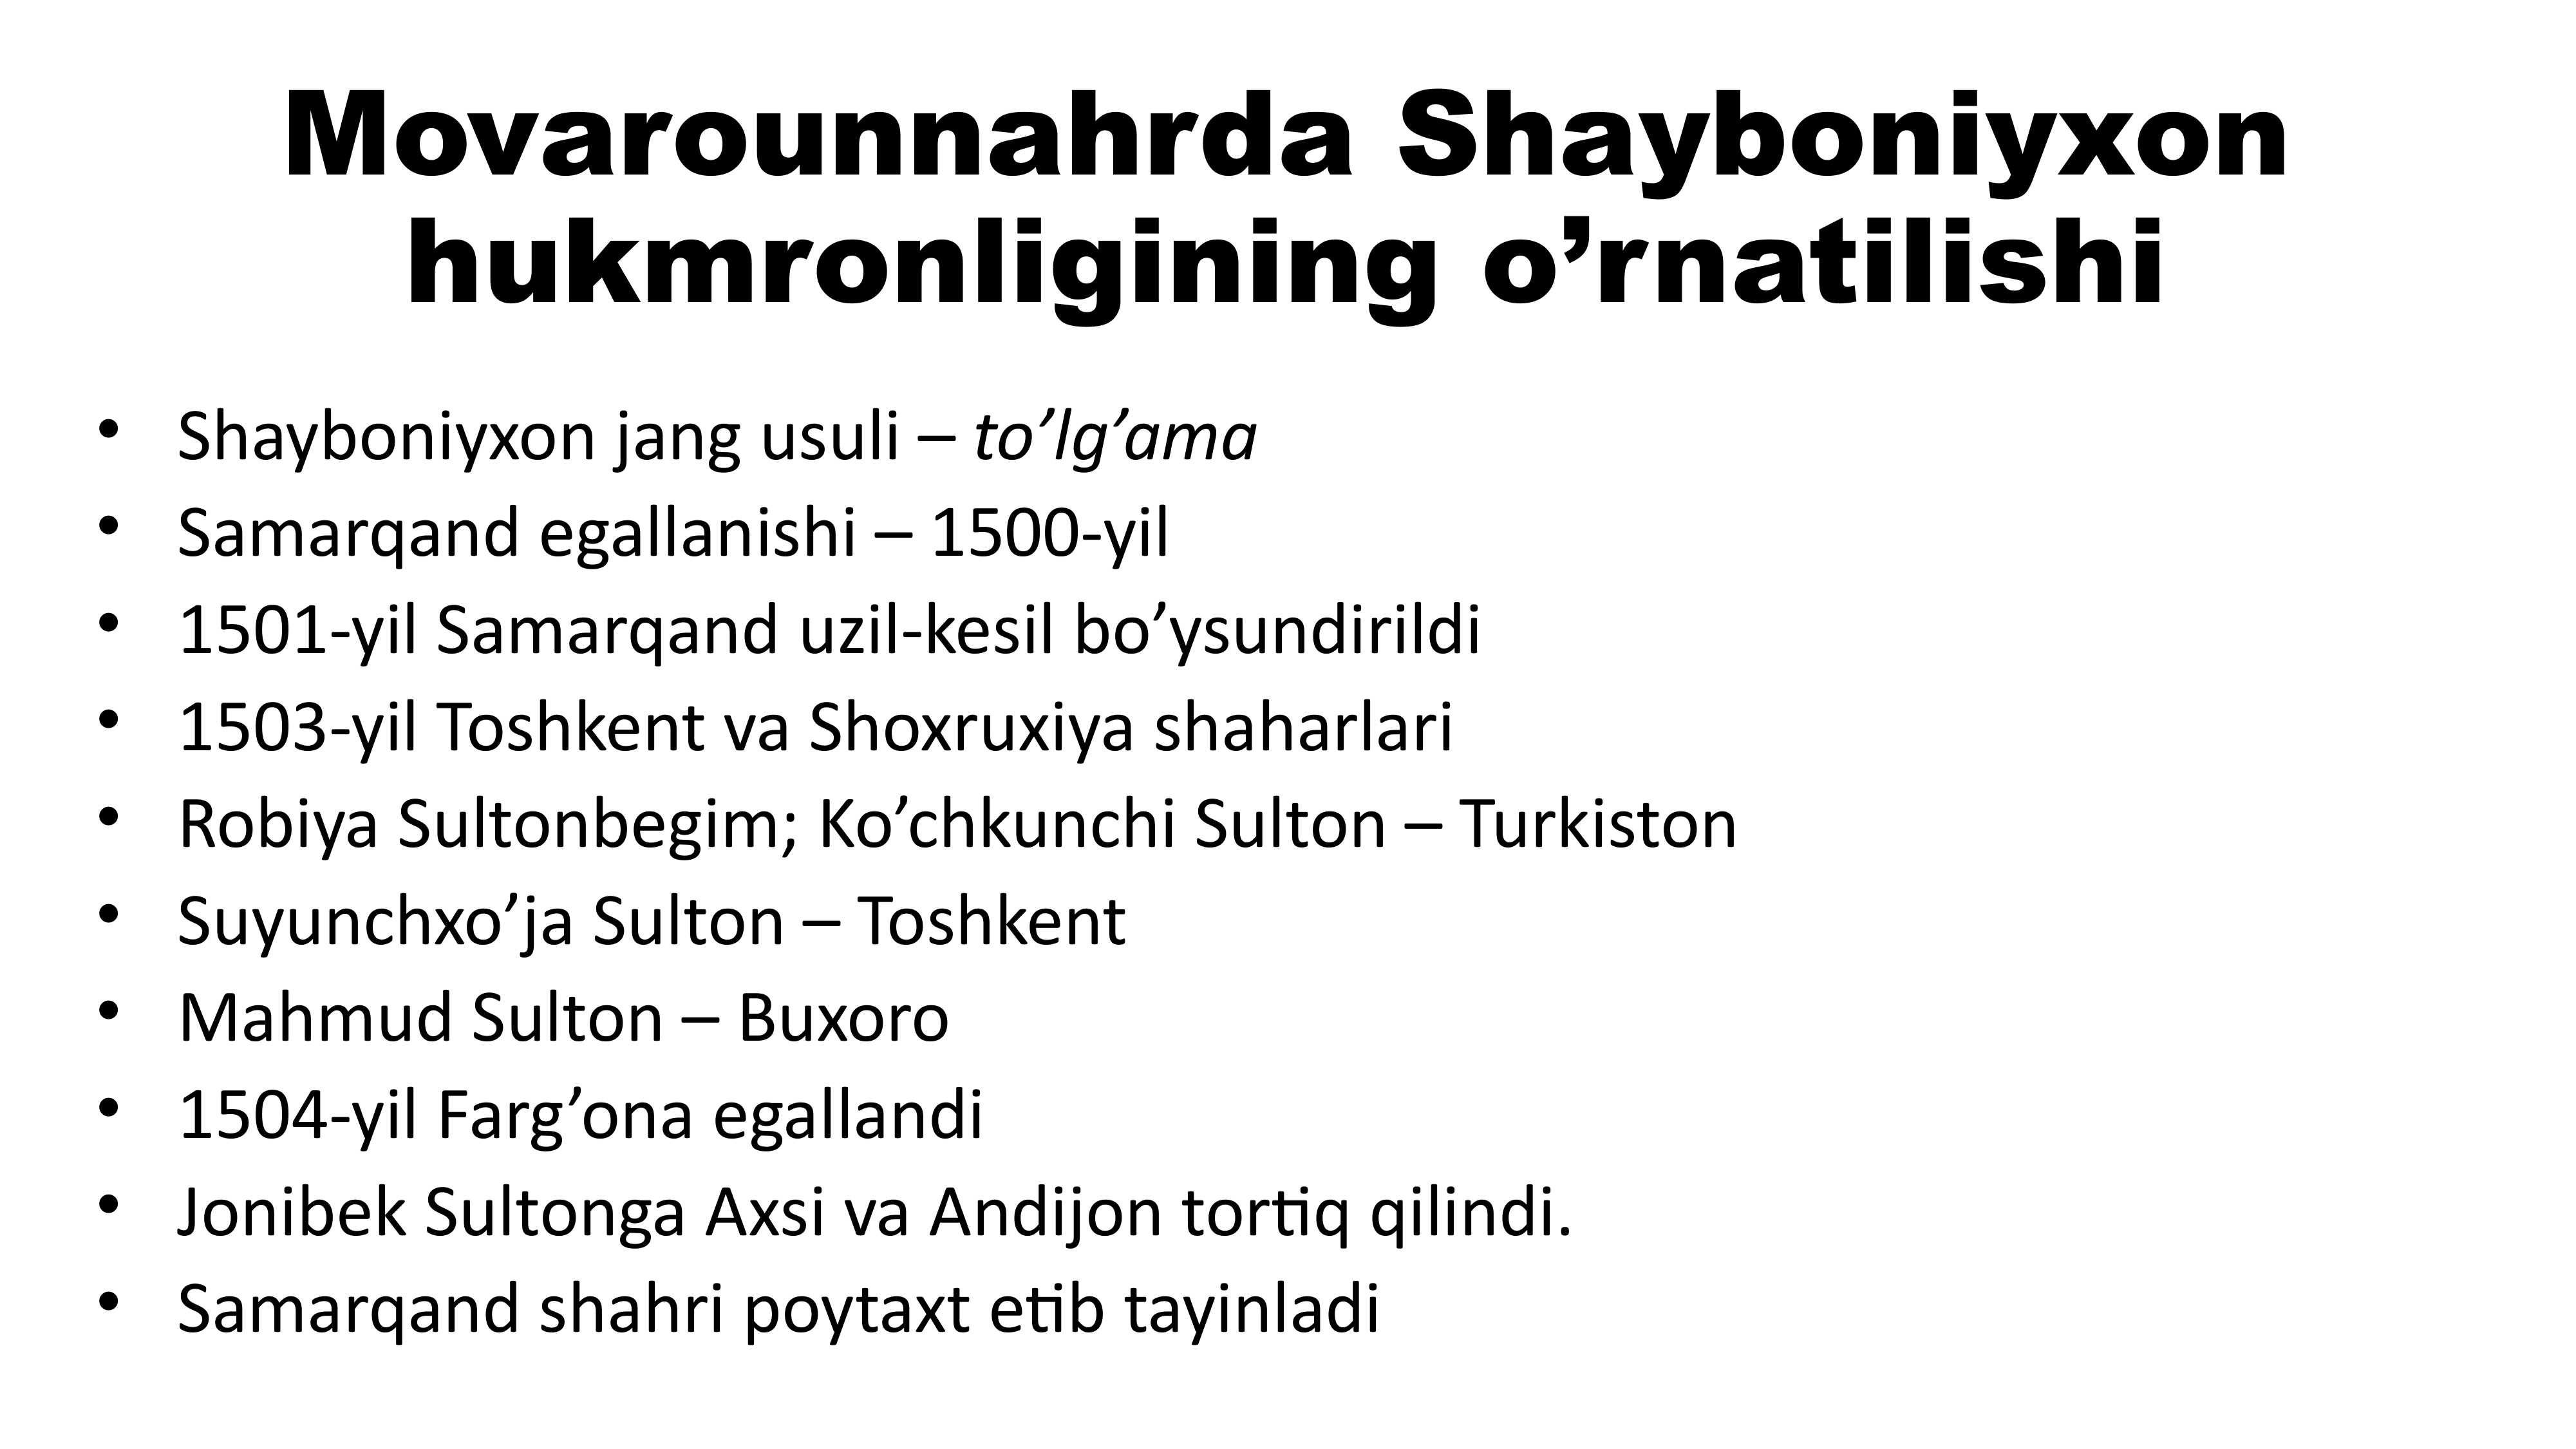 Movarounnahrda Shayboniyxon
hukmronligining o’rnatilishi
• Shayboniyxon jang usuli – to’lg’ama
• Samarqand egallanishi – 1500-yil
• 1501-yil Samarqand uzil-kesil bo’ysundirildi
• 1503-yil Toshkent va Shoxruxiya shaharlari
• Robiya Sultonbegim; Ko’chkunchi Sulton – Turkiston
• Suyunchxo’ja Sulton – Toshkent
• Mahmud Sulton – Buxoro
• 1504-yil Farg’ona egallandi
• Jonibek Sultonga Axsi va Andijon tortiq qilindi.
• Samarqand shahri poytaxt etib tayinladi